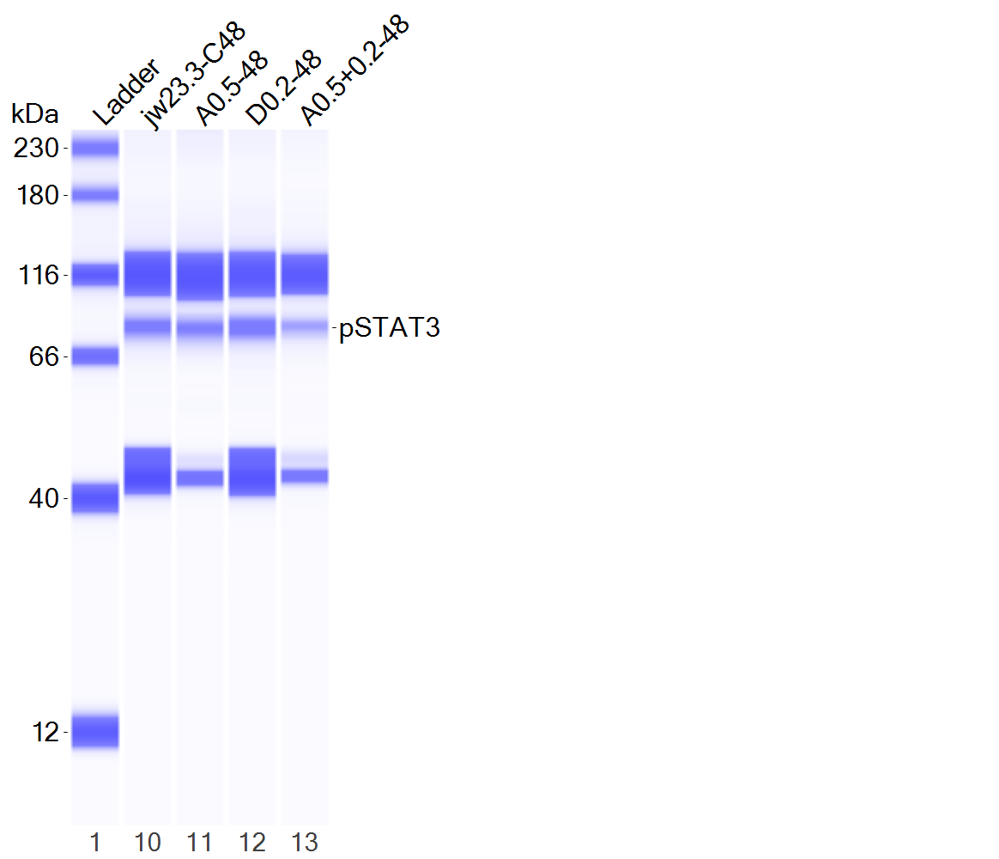 Ladder
jw23.3-C48
A0.5-48
D0.2-48
A0.5+0.2-48
kDa
230
180
116
66
40
12
pSTAT3
1 10 11 12 13